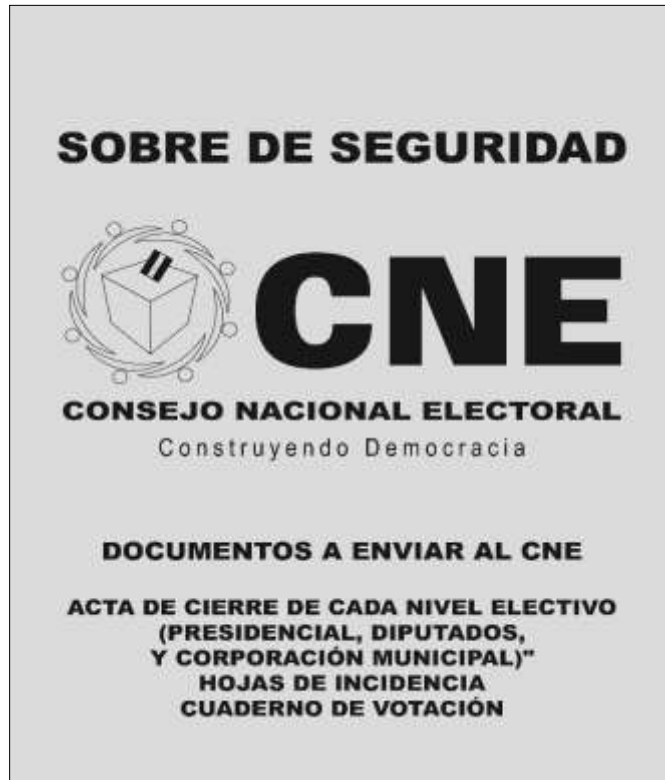 SOBRE DE SEGURIDAD
CNE
CONSEJO NACIONAL ELECTORAL
Construyendo Democracia
DOCUMENTOS A ENVIAR AL CNE
ACTA DE CIERRE DE CADA NIVEL ELECTIVO
(PRESIDENCIAL, DIPUTADOS,
Y CORPORACIÓN MUNICIPAL)"
HOJAS DE INCIDENCIA
CUADERNO DE VOTACIÓN